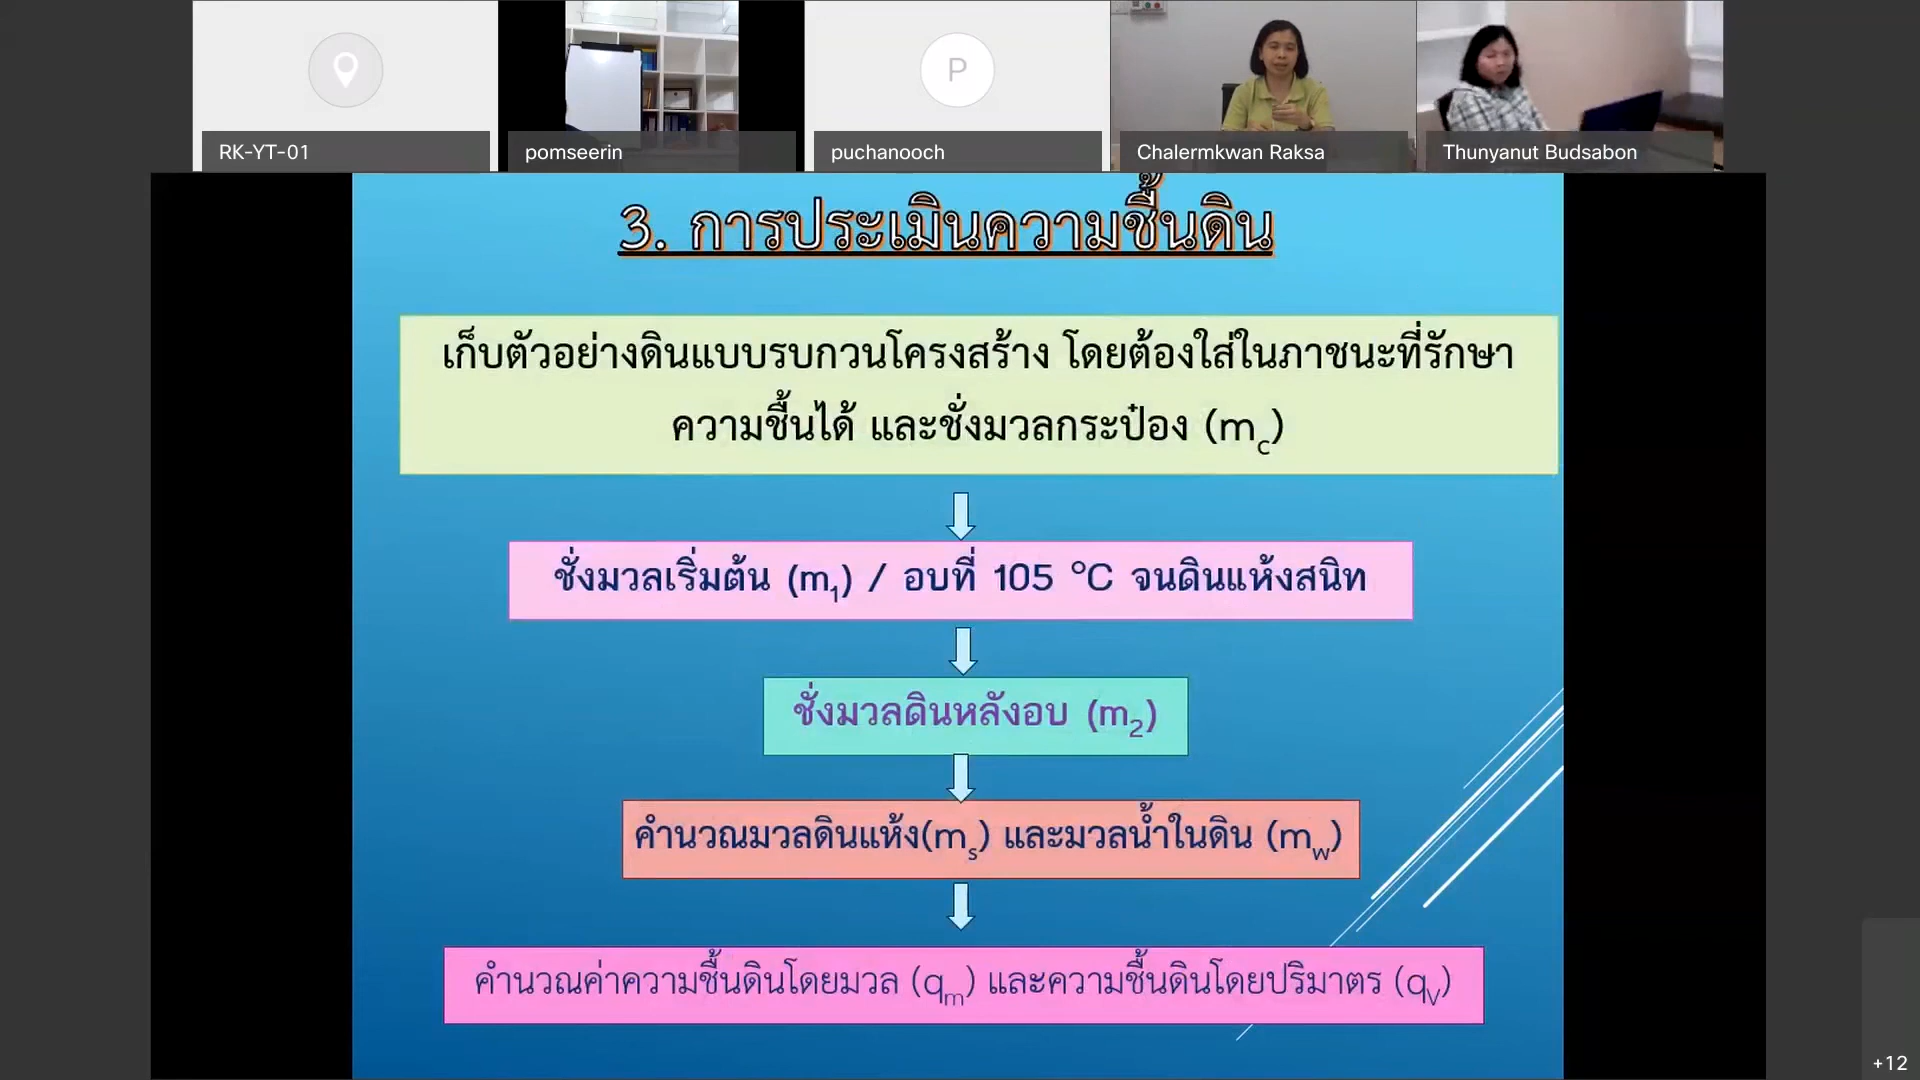 RK-YT-01
pomseerin
P
puchanooch
Chalermkwan Raksa
Thunyanut Budsabon
3. การประเมินความชื้นดิน
เก็บตัวอย่างดินแบบรบกวนโครงสร้าง โดยต้องใส่ในภาชนะที่รักษา
ความชื้นได้ และชั่งมวลกระป๋อง (mc)
ชั่งมวลเริ่มต้น (m1) / อบที่ 105 °C จนดินแห้งสนิท
ชั่งมวลดินหลังอบ (m2)
คำนวณมวลดินแห้ง(ms) และมวลน้ำในดิน (mw)
คำนวณค่าความชื้นดินโดยมวล (qm) และความชื้นดินโดยปริมาตร (qV)
+12